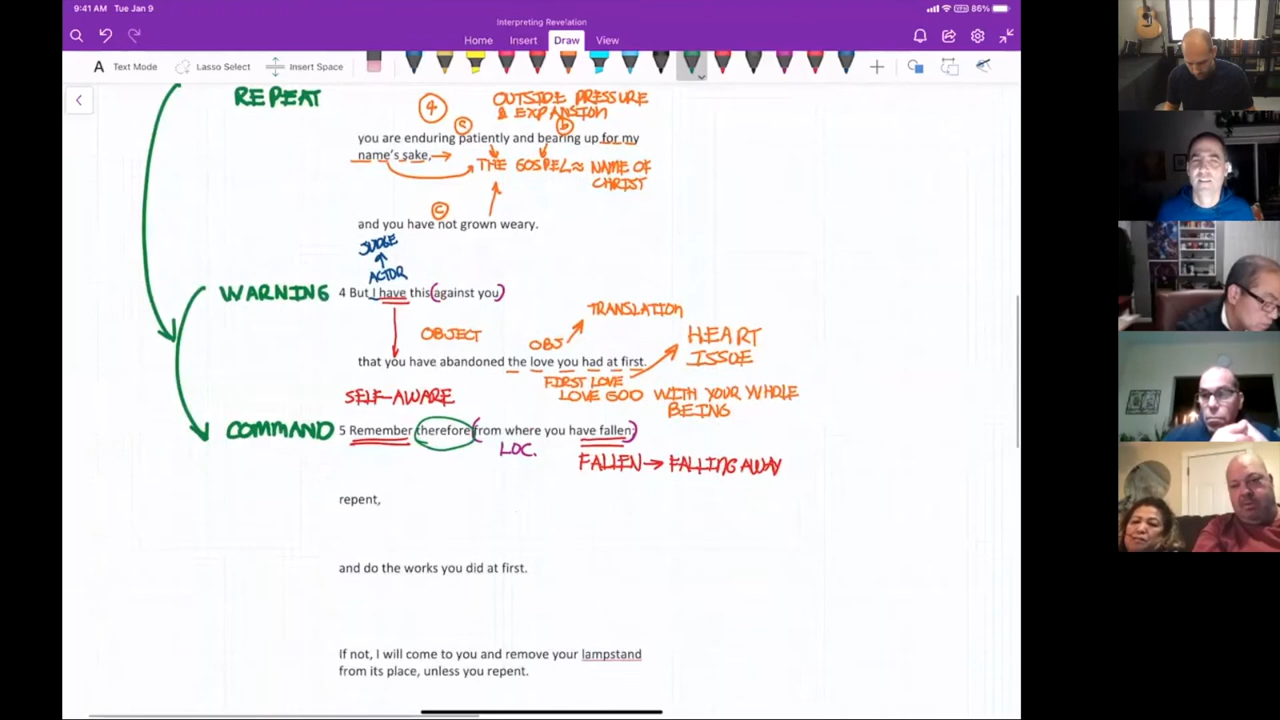 9:41 AM Tue Jan 9
86%
Interpreting Revelation
Home Insert Draw View
A Text Mode Lasso Select Insert Space
REPEAT
4
OUTSIDE PRESSURE
& EXPANSION
a b
you are enduring patiently and bearing up for my
name's sake,
THE GOSPEL ≈ NAME OF
CHRIST
c
and you have not grown weary.
JUDGE
ACTOR
WARNING
4 But I have this (against you)
TRANSLATION
OBJECT
OBJ
HEART
ISSUE
that you have abandoned the love you had at first.
FIRST LOVE
SELF-AWARE
LOVE GOD WITH YOUR WHOLE
BEING
COMMAND
5 Remember therefore (from where you have fallen;)
LOC.
FALLEN → FALLING AWAY
repent,
and do the works you did at first.
If not, I will come to you and remove your lampstand
from its place, unless you repent.